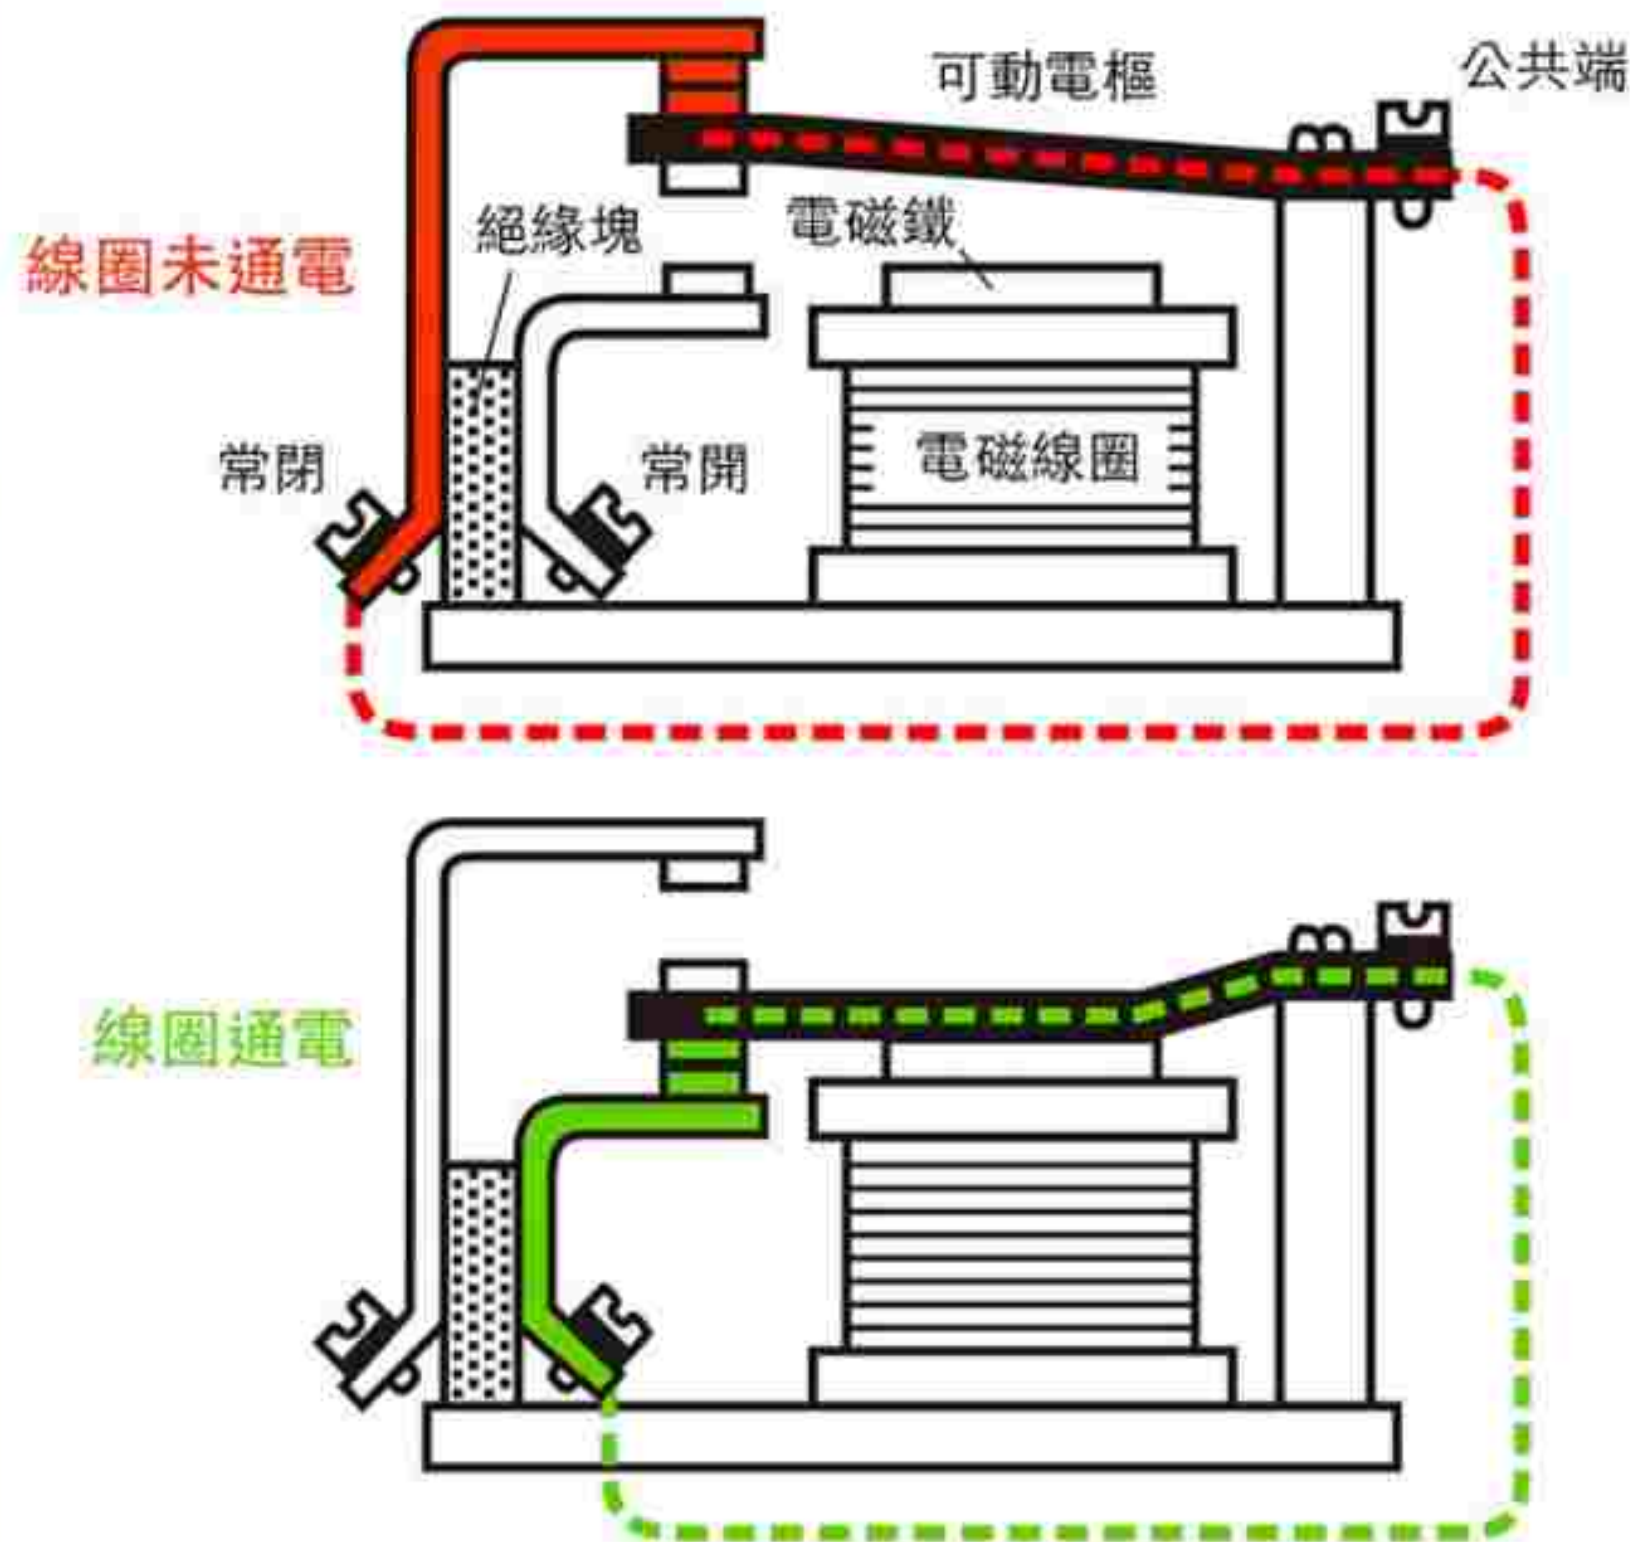 可動電樞
公共端
絕緣塊
電磁鐵
線圈未通電
常閉
常開
電磁線圈
線圈通電